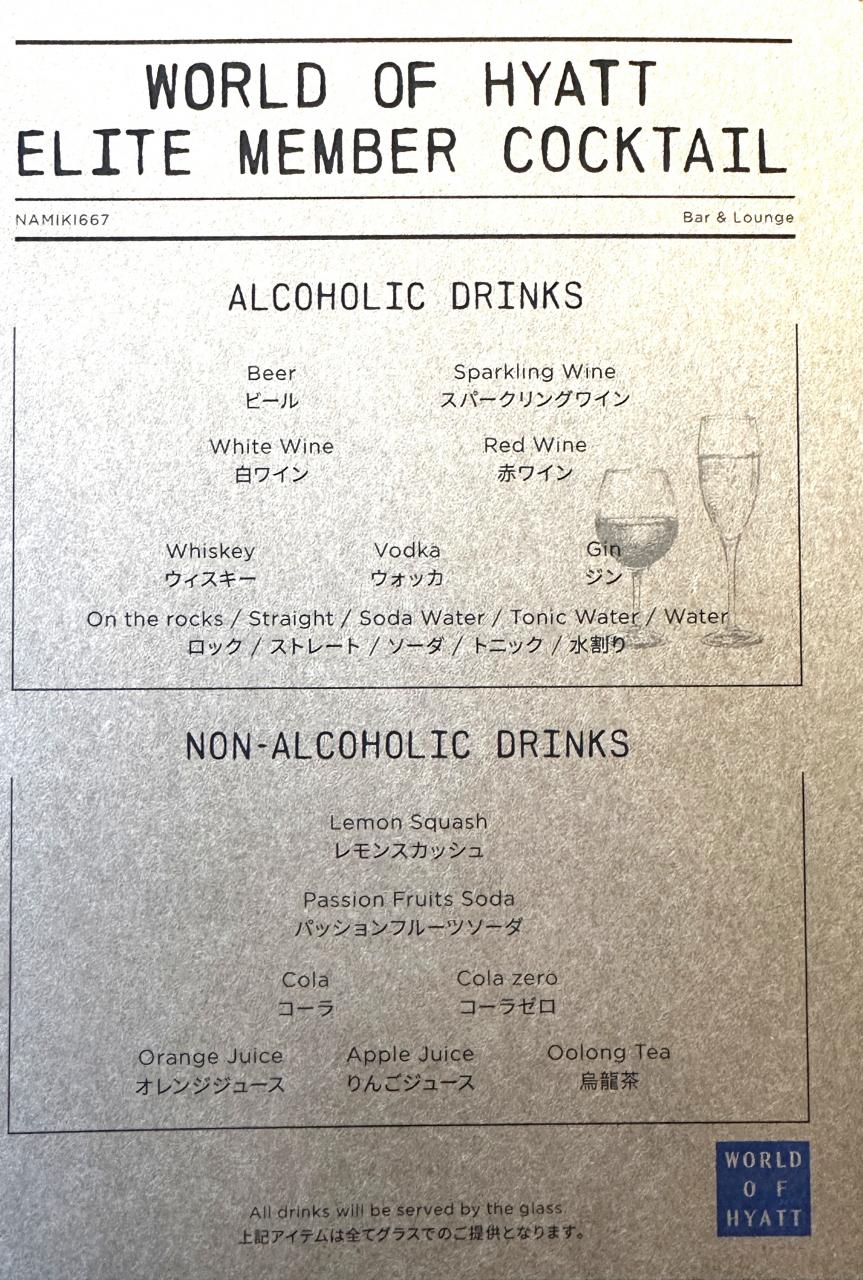 WORLD OF HYATT
ELITE MEMBER COCKTAIL
NAMIKI667 Bar & Lounge
ALCOHOLIC DRINKS
Beer Sparkling Wine
ビール スパークリングワイン
White Wine Red Wine
白ワイン 赤ワイン
Whiskey Vodka Gin
ウィスキー ウォッカ ジン
On the rocks / Straight / Soda Water / Tonic Water / Water
ロック / ストレート / ソーダ / トニック / 水割り
NON-ALCOHOLIC DRINKS
Lemon Squash
レモンスカッシュ
Passion Fruits Soda
パッションフルーツソーダ
Cola Cola zero
コーラ コーラゼロ
Orange Juice Apple Juice Oolong Tea
オレンジジュース りんごジュース 烏龍茶
All drinks will be served by the glass
上記アイテムは全てグラスでのご提供となります。
WORLD
OF
HYATT